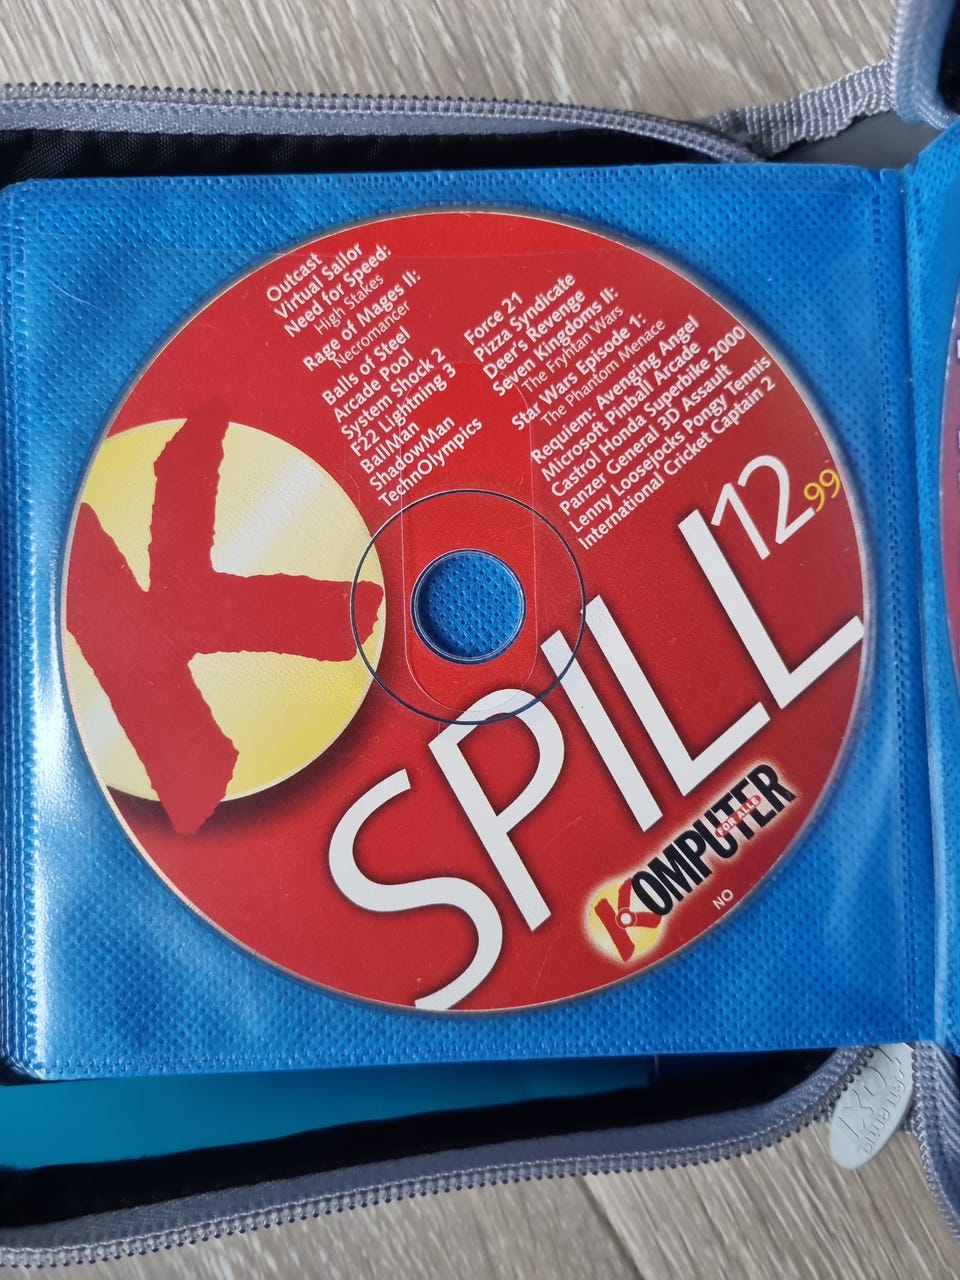 Outcast
Virtual Sailor
Need for Speed:
High Stakes
Rage of Mages II:
Necromancer
Balls of Steel
Arcade Pool
System Shock 2
F22 Lightning 3
BallMan
ShadowMan
TechnOlympics
Force 21
Pizza Syndicate
Deer's Revenge
Seven Kingdoms II:
The Fryhtan Wars
Star Wars Episode 1:
The Phantom Menace
Requiem: Avenging Angel
Microsoft Pinball Arcade
Castrol Honda Superbike 2000
Panzer General 3D Assault
Lenny Loosejocks Pongy Tennis
International Cricket Captain 2
K
SPILL 12 99
KOMPUTER
FOR ALLE
NO